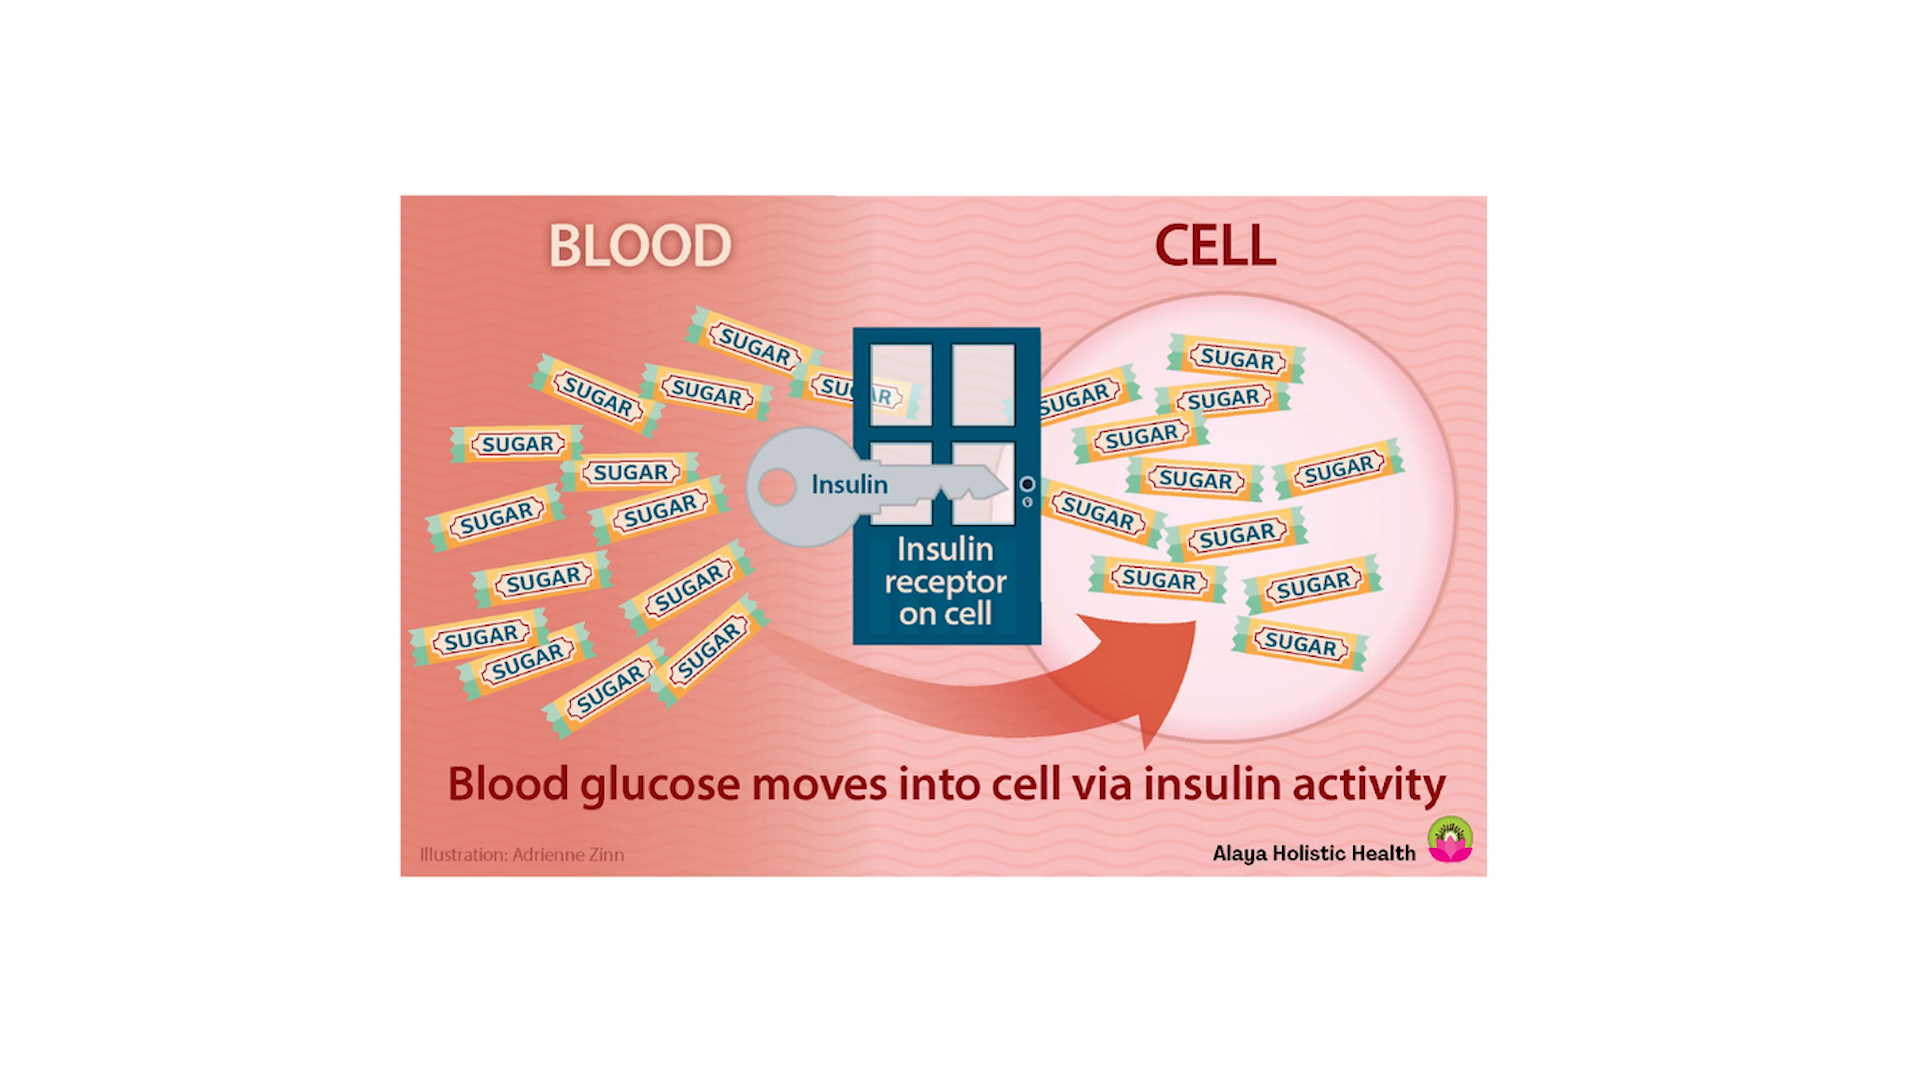 BLOOD
CELL
SUGAR
SUGAR
SUGAR
SUGAR
SUGAR
SUGAR
SUGAR
SUGAR
SUGAR
SUGAR
SUGAR
SUGAR
SUGAR
SUGAR
Insulin
Insulin
receptor
on cell
SUGAR
SUGAR
SUGAR
SUGAR
SUGAR
SUGAR
SUGAR
SUGAR
SUGAR
SUGAR
SUGAR
Blood glucose moves into cell via insulin activity
Illustration: Adrienne Zinn
Alaya Holistic Health